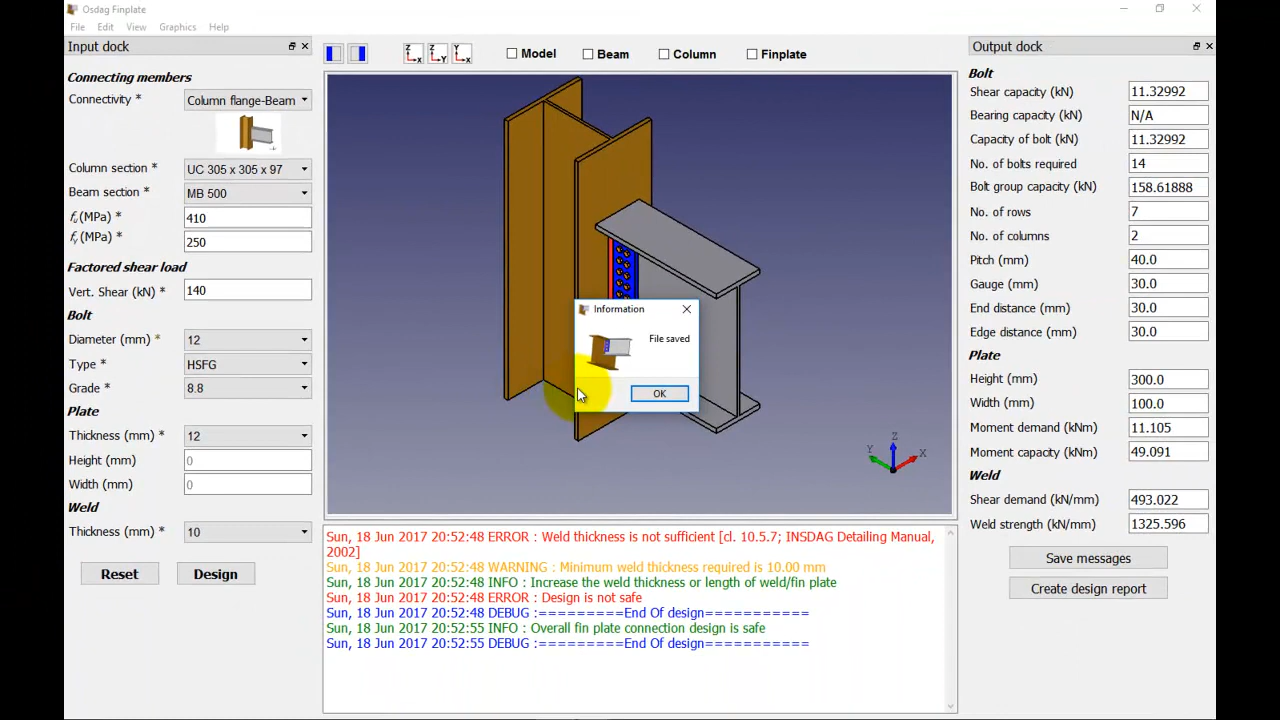 Osdag Finplate
File Edit View Graphics Help
Input dock
Connecting members
Connectivity * Column flange-Beam
Column section * UC 305 x 305 x 97
Beam section * MB 500
fu (MPa) * 410
fy (MPa) * 250
Factored shear load
Vert. Shear (kN) * 140
Bolt
Diameter (mm) * 12
Type * HSFG
Grade * 8.8
Plate
Thickness (mm) * 12
Height (mm) 0
Width (mm) 0
Weld
Thickness (mm) * 10
Reset Design
Z X Z Y Y X Model Beam Column Finplate
Information
File saved
OK
Z
Y X
Sun, 18 Jun 2017 20:52:48 ERROR : Weld thickness is not sufficient [cl. 10.5.7; INSDAG Detailing Manual,
2002]
Sun, 18 Jun 2017 20:52:48 WARNING : Minimum weld thickness required is 10.00 mm
Sun, 18 Jun 2017 20:52:48 INFO : Increase the weld thickness or length of weld/fin plate
Sun, 18 Jun 2017 20:52:48 ERROR : Design is not safe
Sun, 18 Jun 2017 20:52:48 DEBUG :=========End Of design===========
Sun, 18 Jun 2017 20:52:55 INFO : Overall fin plate connection design is safe
Sun, 18 Jun 2017 20:52:55 DEBUG :=========End Of design===========
Output dock
Bolt
Shear capacity (kN) 11.32992
Bearing capacity (kN) N/A
Capacity of bolt (kN) 11.32992
No. of bolts required 14
Bolt group capacity (kN) 158.61888
No. of rows 7
No. of columns 2
Pitch (mm) 40.0
Gauge (mm) 30.0
End distance (mm) 30.0
Edge distance (mm) 30.0
Plate
Height (mm) 300.0
Width (mm) 100.0
Moment demand (kNm) 11.105
Moment capacity (kNm) 49.091
Weld
Shear demand (kN/mm) 493.022
Weld strength (kN/mm) 1325.596
Save messages
Create design report